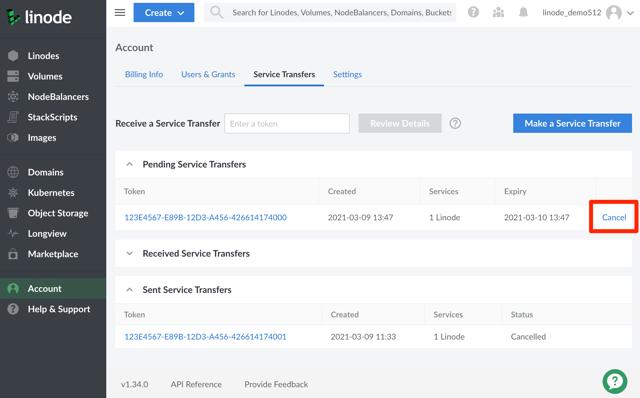 linode
Create
Search for Linodes, Volumes, NodeBalancers, Domains, Buckets
linode_demo512
Linodes
Volumes
NodeBalancers
StackScripts
Images
Domains
Kubernetes
Object Storage
Longview
Marketplace
Account
Help & Support
Account
Billing Info Users & Grants Service Transfers Settings
Receive a Service Transfer Enter a token Review Details ? Make a Service Transfer
Pending Service Transfers
Token Created Services Expiry
123E4567-E89B-12D3-A456-426614174000 2021-03-09 13:47 1 Linode 2021-03-10 13:47 Cancel
Received Service Transfers
Sent Service Transfers
Token Created Services Status
123E4567-E89B-12D3-A456-426614174001 2021-03-09 11:33 1 Linode Cancelled
v1.34.0 API Reference Provide Feedback